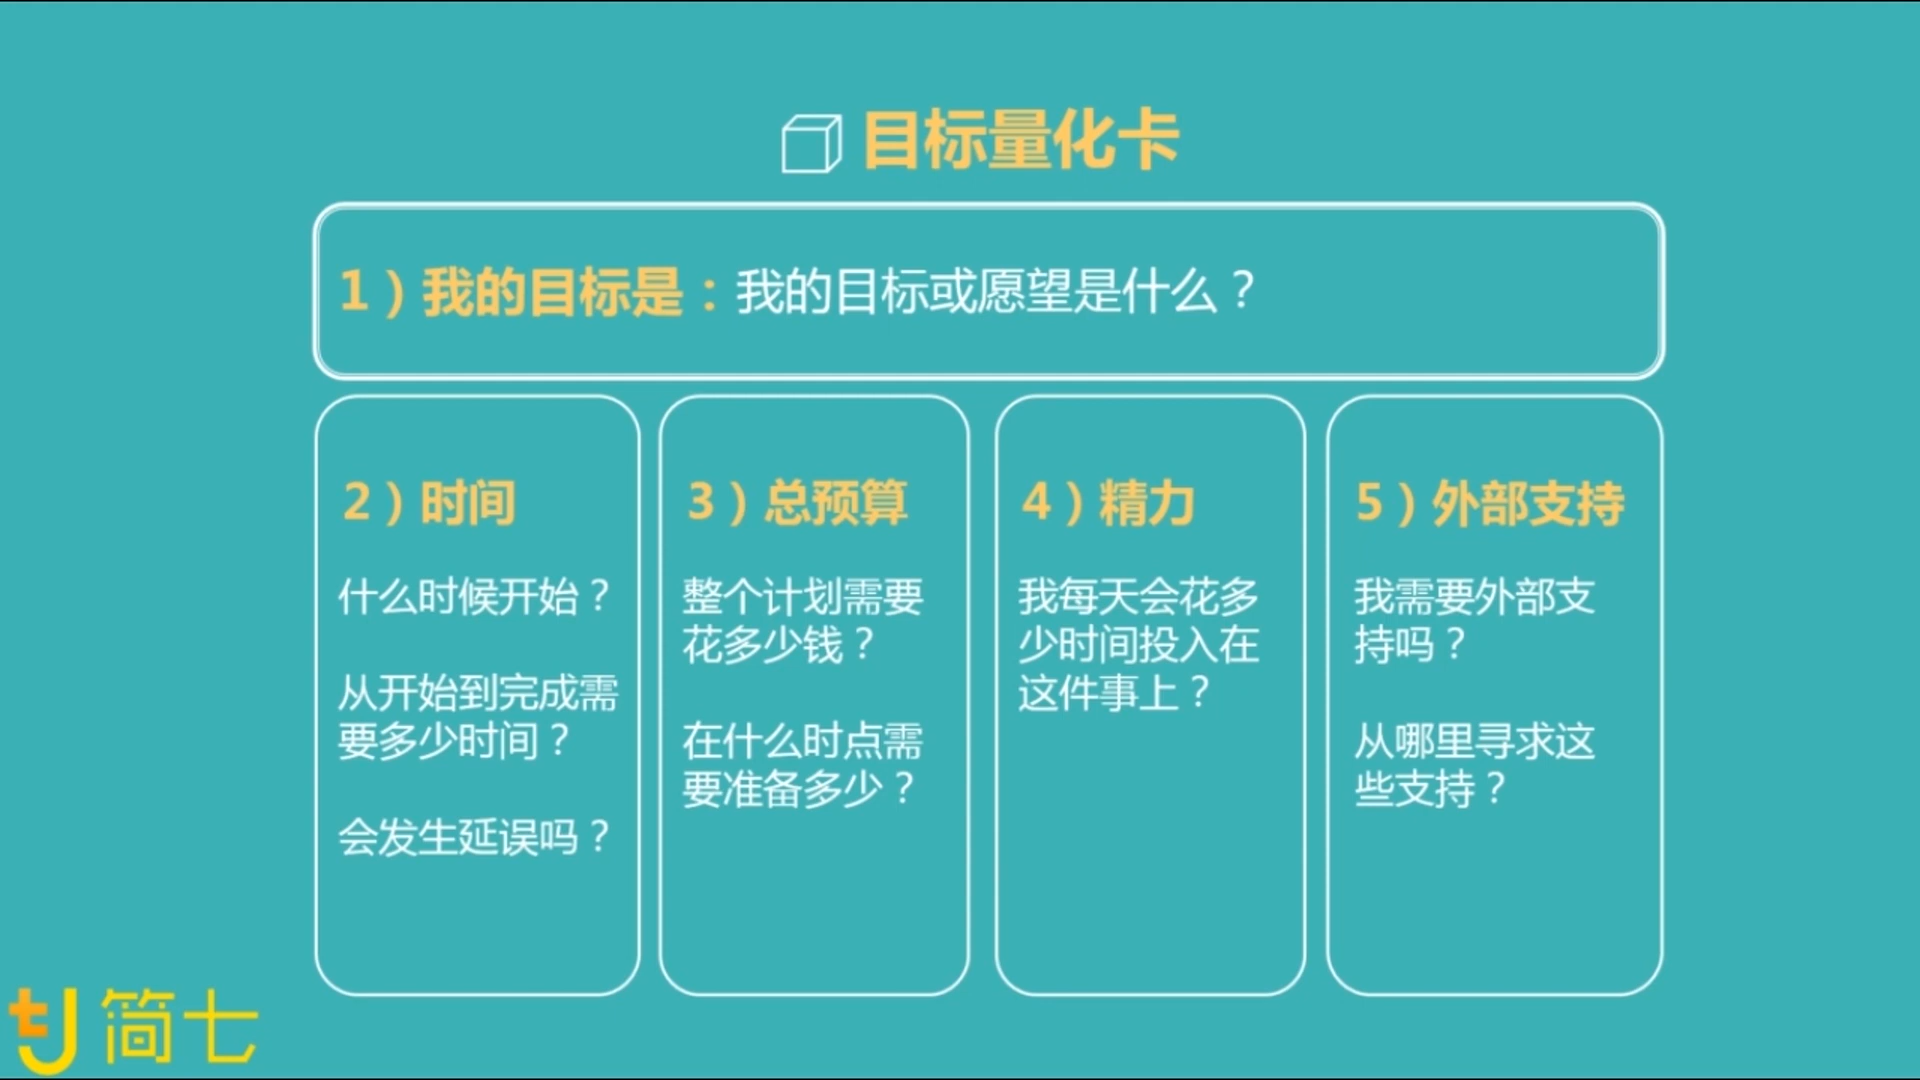 目标量化卡
1）我的目标是：我的目标或愿望是什么？
2）时间
什么时候开始？
从开始到完成需
要多少时间？
会发生延误吗？
3）总预算
整个计划需要
花多少钱？
在什么时点需
要准备多少？
4）精力
我每天会花多
少时间投入在
这件事上？
5）外部支持
我需要外部支
持吗？
从哪里寻求这
些支持？
简七